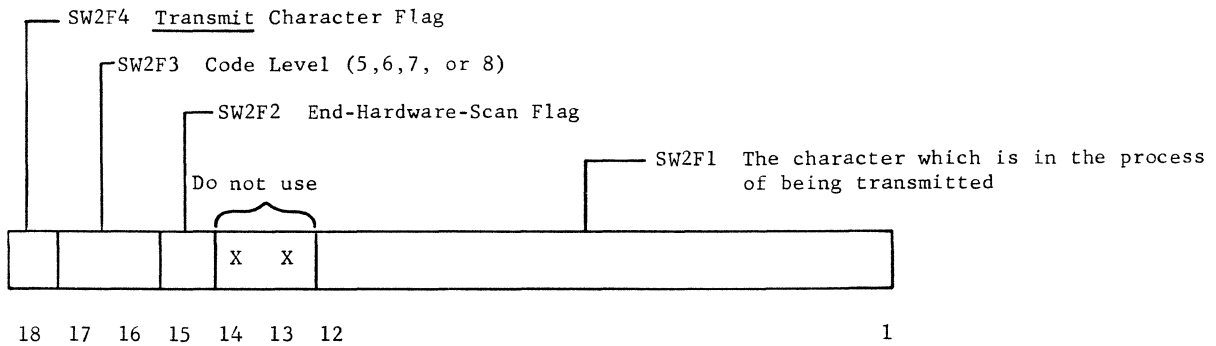 SW2F4 Transmit Character Flag
SW2F3 Code Level (5,6,7, or 8)
SW2F2 End-Hardware-Scan Flag
SW2F1 The character which is in the process
of being transmitted
Do not use
X X
18 17 16 15 14 13 12 1